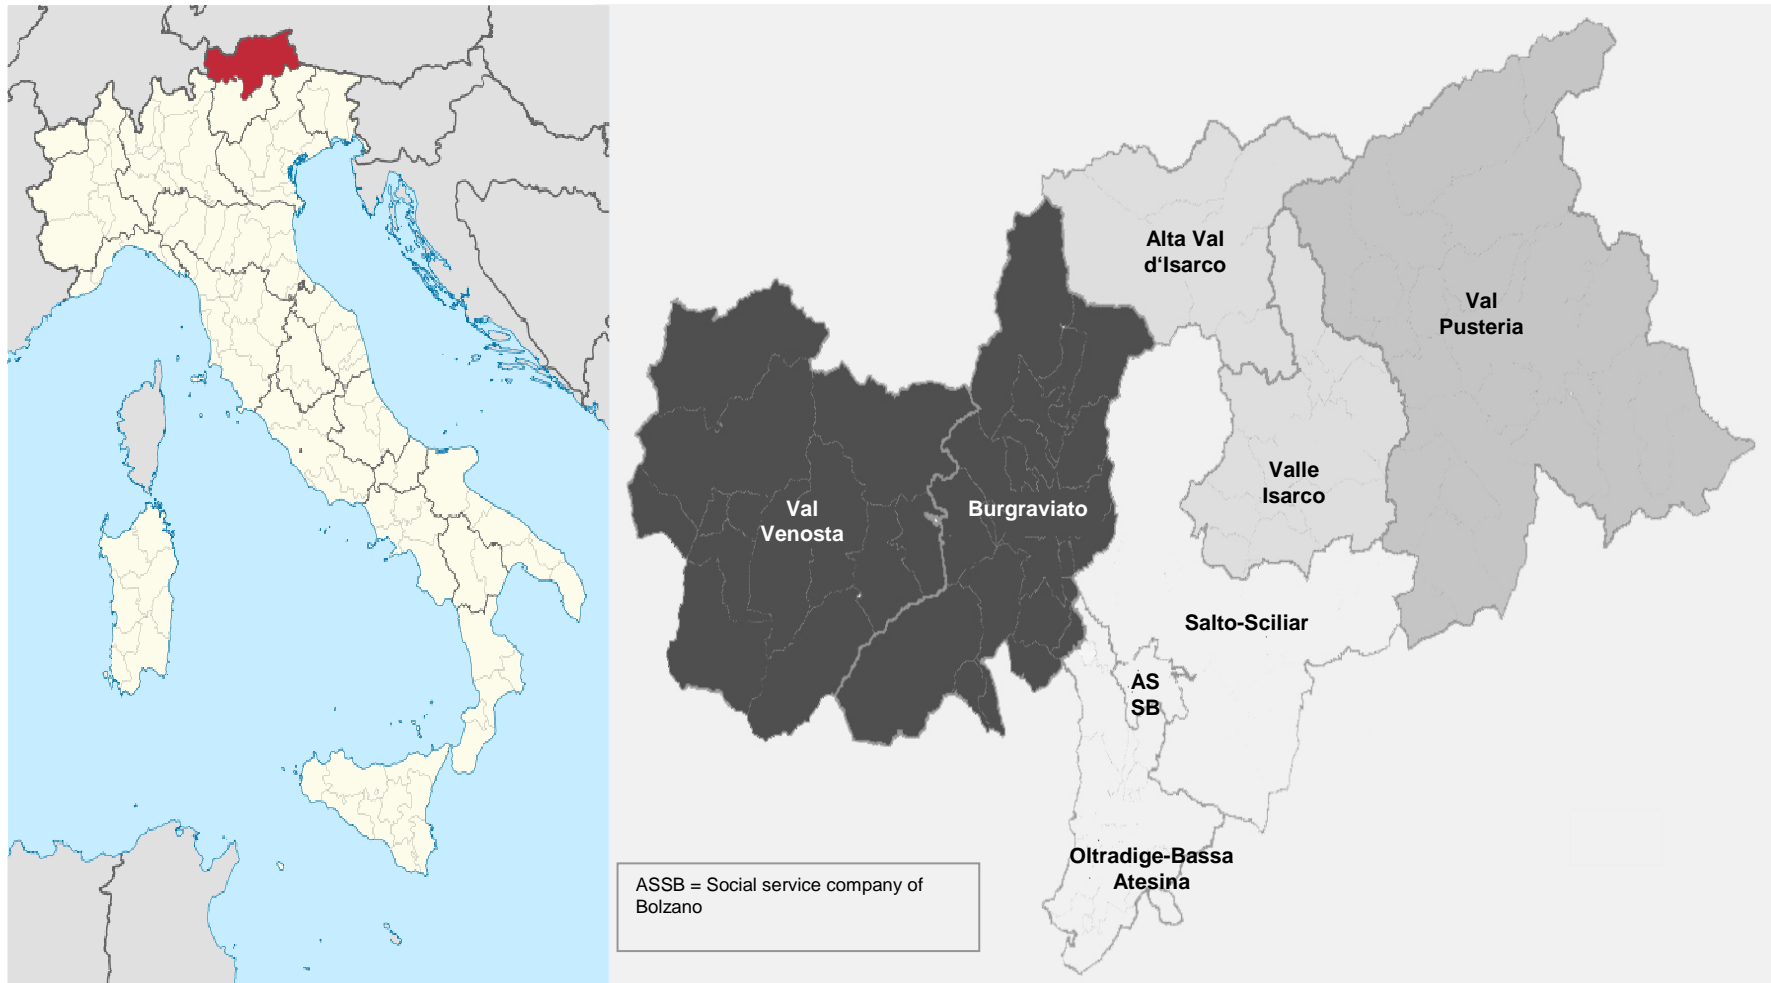 Alta Val
d‘Isarco
Val
Pusteria
Valle
Isarco
Val
Venosta
Burgraviato
Salto-Sciliar
AS
SB
Oltradige-Bassa
Atesina
ASSB = Social service company of
Bolzano